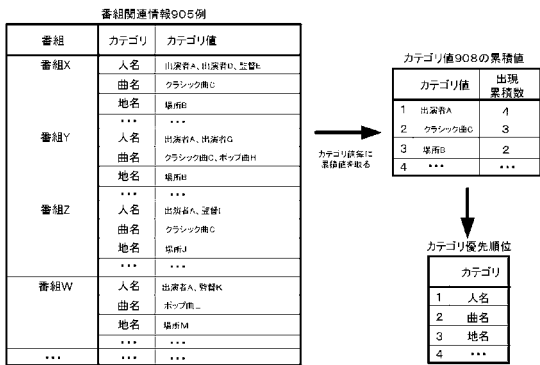 番組関連情報905例
番組 カテゴリ カテゴリ値
番組X 人名 出演者A、出演者D、監督E
曲名 クラシック曲C
地名 場所B
... ...
番組Y 人名 出演者A、出演者G
曲名 クラシック曲C、ポップ曲H
地名 場所B
... ...
番組Z 人名 出演者A、監督I
曲名 クラシック曲C
地名 場所J
... ...
番組W 人名 出演者A、監督K
曲名 ポップ曲L
地名 場所M
... ...
... ... ...
カテゴリ値毎に
累積値を取る
カテゴリ値908の累積値
カテゴリ値 出現
累積数
1 出演者A 4
2 クラシック曲C 3
3 場所B 2
4 ... ...
カテゴリ優先順位
カテゴリ
1 人名
2 曲名
3 地名
4 ...